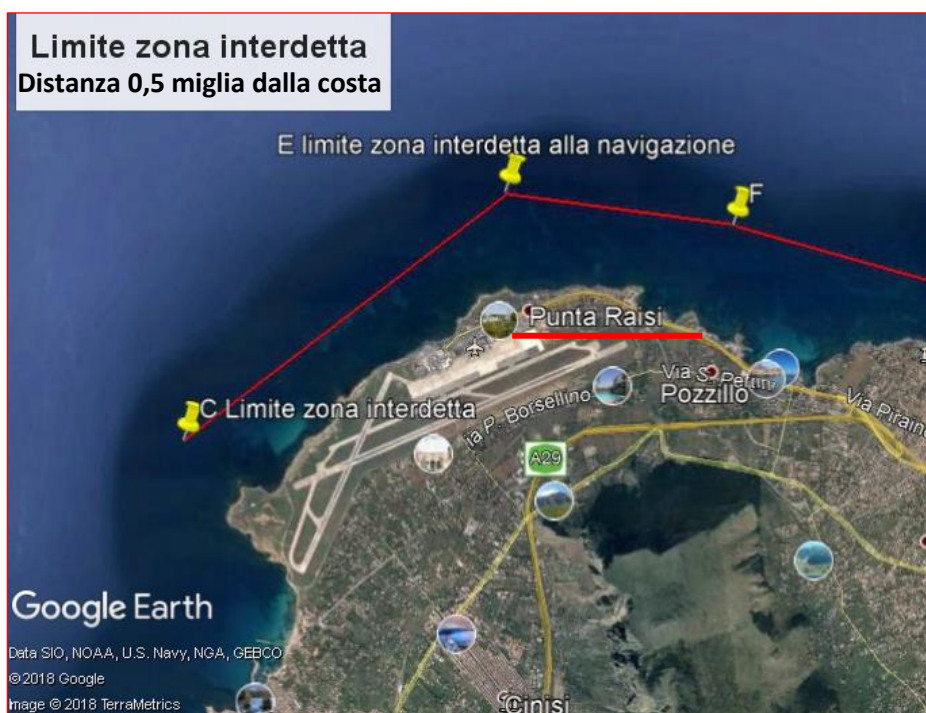 Limite zona interdetta
Distanza 0,5 miglia dalla costa
E limite zona interdetta alla navigazione
F
Punta Raisi
C Limite zona interdetta
Via S. Pertini
Pozzillo
ia P. Borsellino
Via Piraine
A29
Google Earth
Data SIO, NOAA, U.S. Navy, NGA, GEBCO
©2018 Google
Image © 2018 TerraMetrics
Cinisi